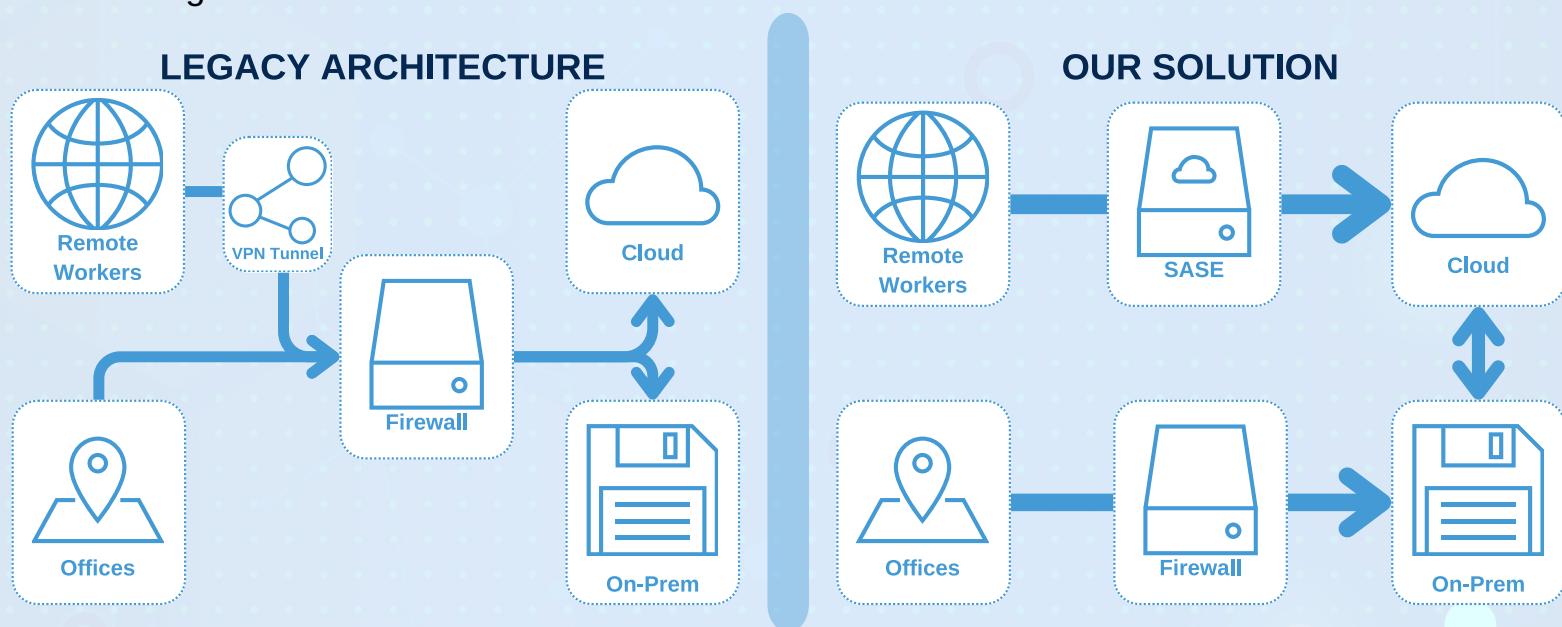 LEGACY ARCHITECTURE
Remote
Workers
VPN Tunnel
Cloud
Firewall
Offices
On-Prem
OUR SOLUTION
Remote
Workers
SASE
Cloud
Offices
Firewall
On-Prem